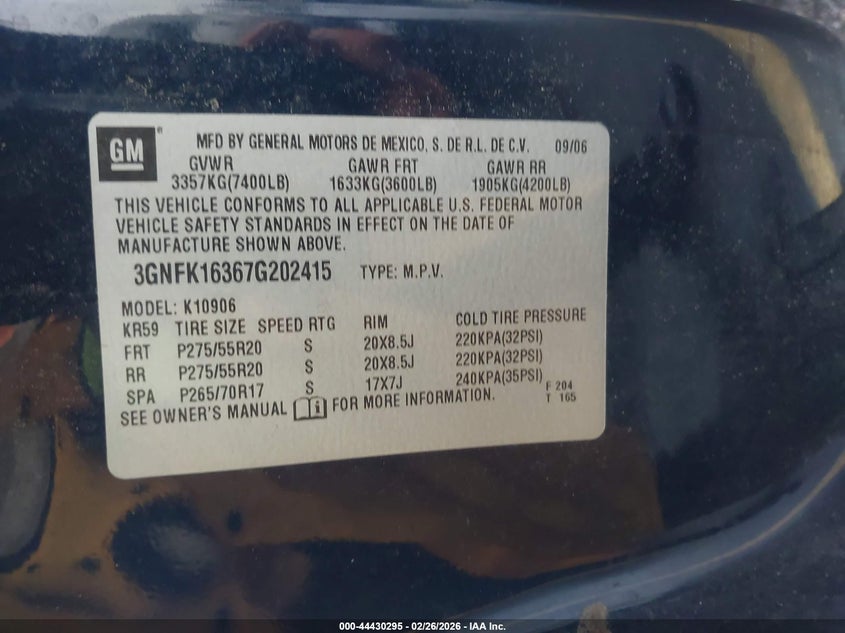 GM
MFD BY GENERAL MOTORS DE MEXICO, S. DE R.L. DE C.V. 09/06
GVWR GAWR FRT GAWR RR
3357KG(7400LB) 1633KG(3600LB) 1905KG(4200LB)
THIS VEHICLE CONFORMS TO ALL APPLICABLE U.S. FEDERAL MOTOR
VEHICLE SAFETY STANDARDS IN EFFECT ON THE DATE OF
MANUFACTURE SHOWN ABOVE.
3GNFK16367G202415 TYPE: M.P.V.
MODEL: K10906
KR59 TIRE SIZE SPEED RTG RIM COLD TIRE PRESSURE
FRT P275/55R20 S 20X8.5J 220KPA(32PSI)
RR P275/55R20 S 20X8.5J 220KPA(32PSI)
SPA P265/70R17 S 17X7J 240KPA(35PSI)
SEE OWNER'S MANUAL FOR MORE INFORMATION.
F 204
T 165
000-44430295 - 02/26/2026 - IAA Inc.